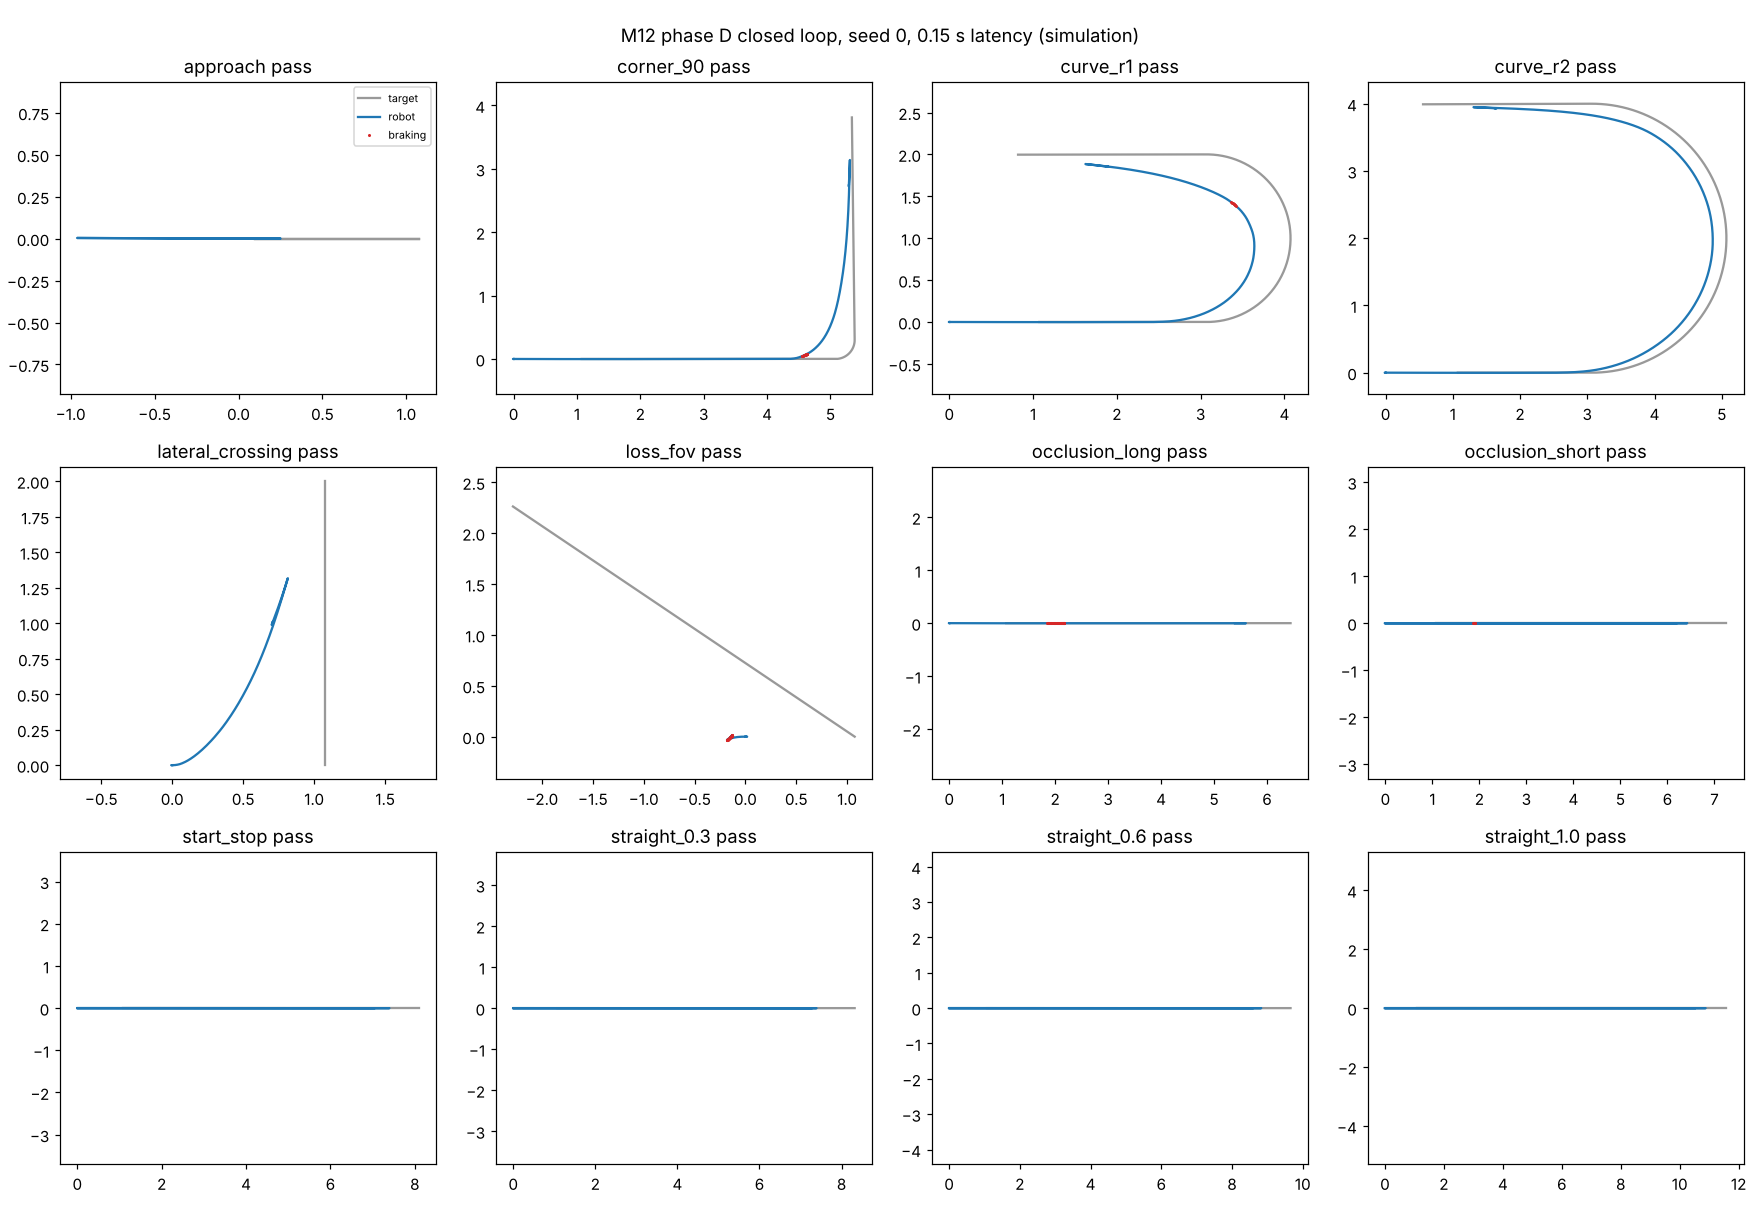 M12 phase D closed loop, seed 0, 0.15 s latency (simulation)
approach pass
target
robot
braking
0.75
0.50
0.25
0.00
−0.25
−0.50
−0.75
−1.0 −0.5 0.0 0.5 1.0
corner_90 pass
4
3
2
1
0
0 1 2 3 4 5
curve_r1 pass
2.5
2.0
1.5
1.0
0.5
0.0
−0.5
0 1 2 3 4
curve_r2 pass
4
3
2
1
0
0 1 2 3 4 5
lateral_crossing pass
2.00
1.75
1.50
1.25
1.00
0.75
0.50
0.25
0.00
−0.5 0.0 0.5 1.0 1.5
loss_fov pass
2.5
2.0
1.5
1.0
0.5
0.0
−2.0 −1.5 −1.0 −0.5 0.0 0.5 1.0
occlusion_long pass
2
1
0
−1
−2
0 1 2 3 4 5 6
occlusion_short pass
3
2
1
0
−1
−2
−3
0 1 2 3 4 5 6 7
start_stop pass
3
2
1
0
−1
−2
−3
0 2 4 6 8
straight_0.3 pass
3
2
1
0
−1
−2
−3
0 2 4 6 8
straight_0.6 pass
4
3
2
1
0
−1
−2
−3
−4
0 2 4 6 8 10
straight_1.0 pass
4
2
0
−2
−4
0 2 4 6 8 10 12